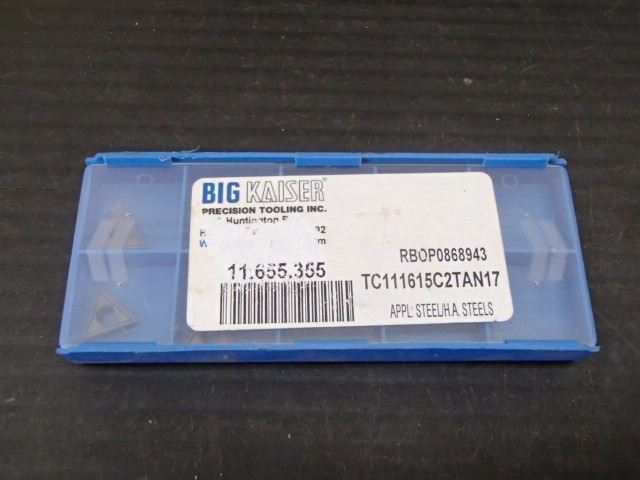 BIG KAISER
PRECISION TOOLING INC.
Huntington
11.655.355
RBOP0868943
TC111615C2TAN17
APPL: STEEL/H.A. STEELS